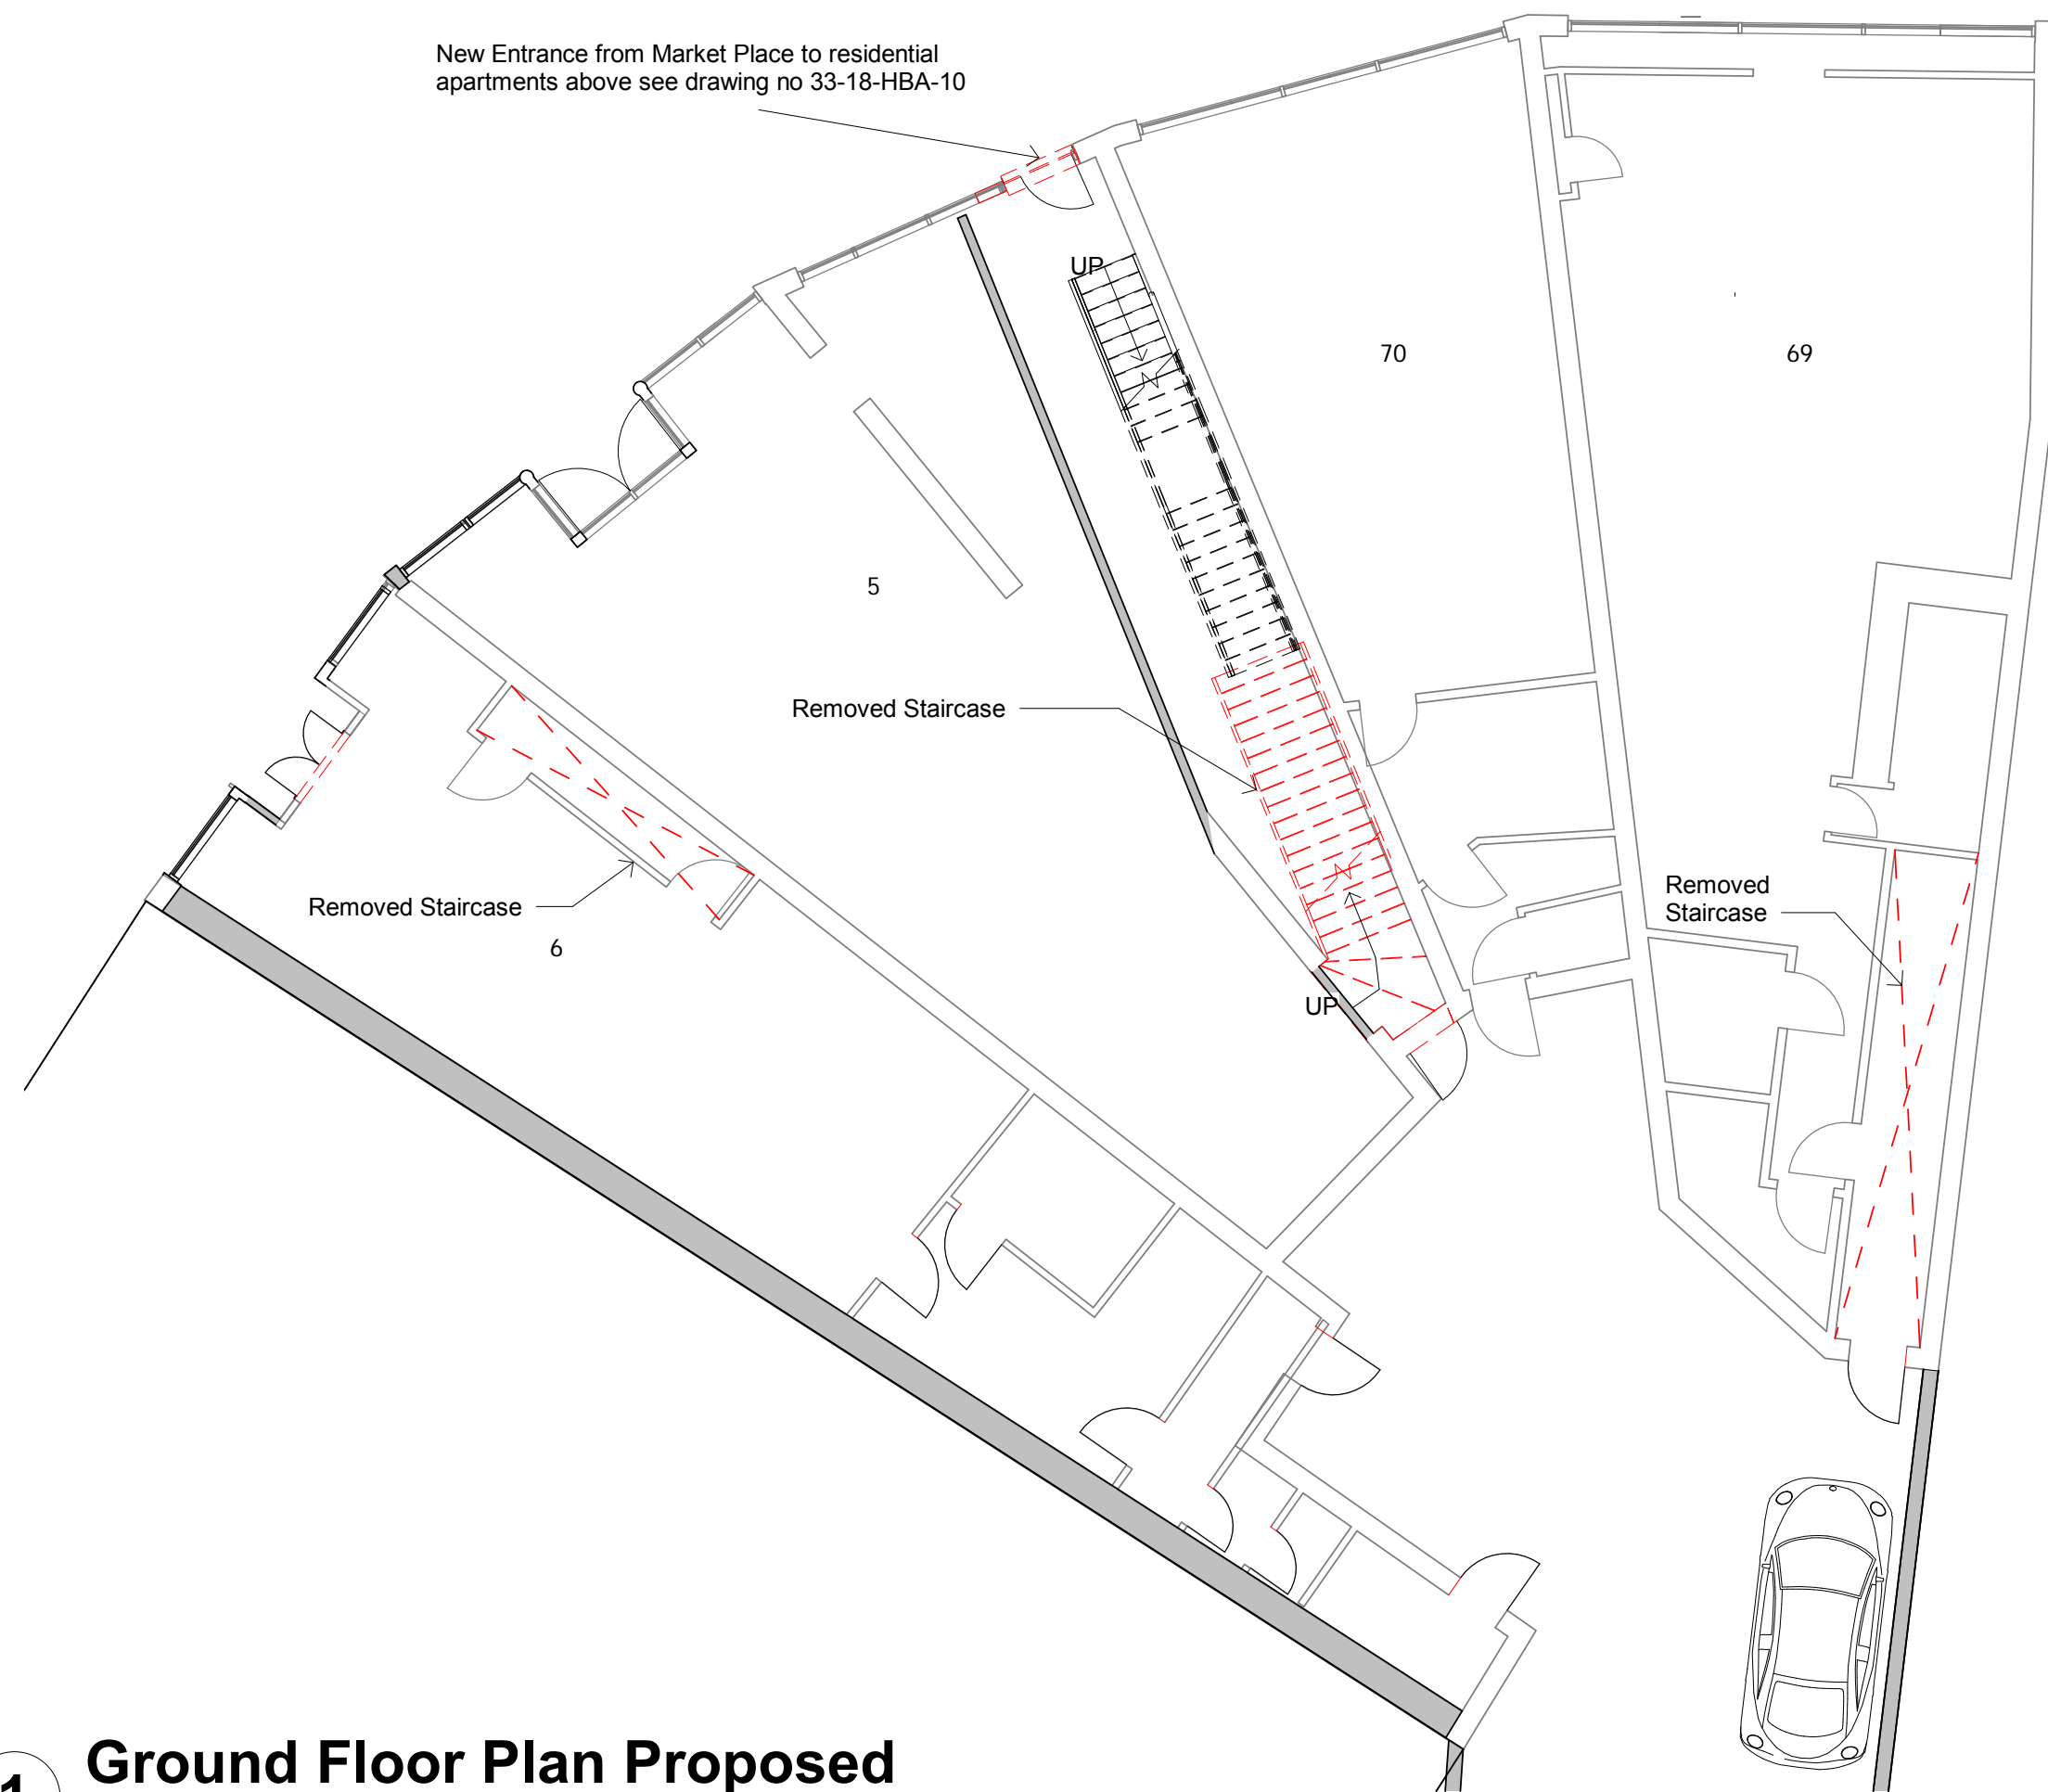 New Entrance from Market Place to residential
apartments above see drawing no 33-18-HBA-10
UP
70
69
5
Removed Staircase
Removed
Staircase
Removed Staircase
6
UP
1
Ground Floor Plan Proposed